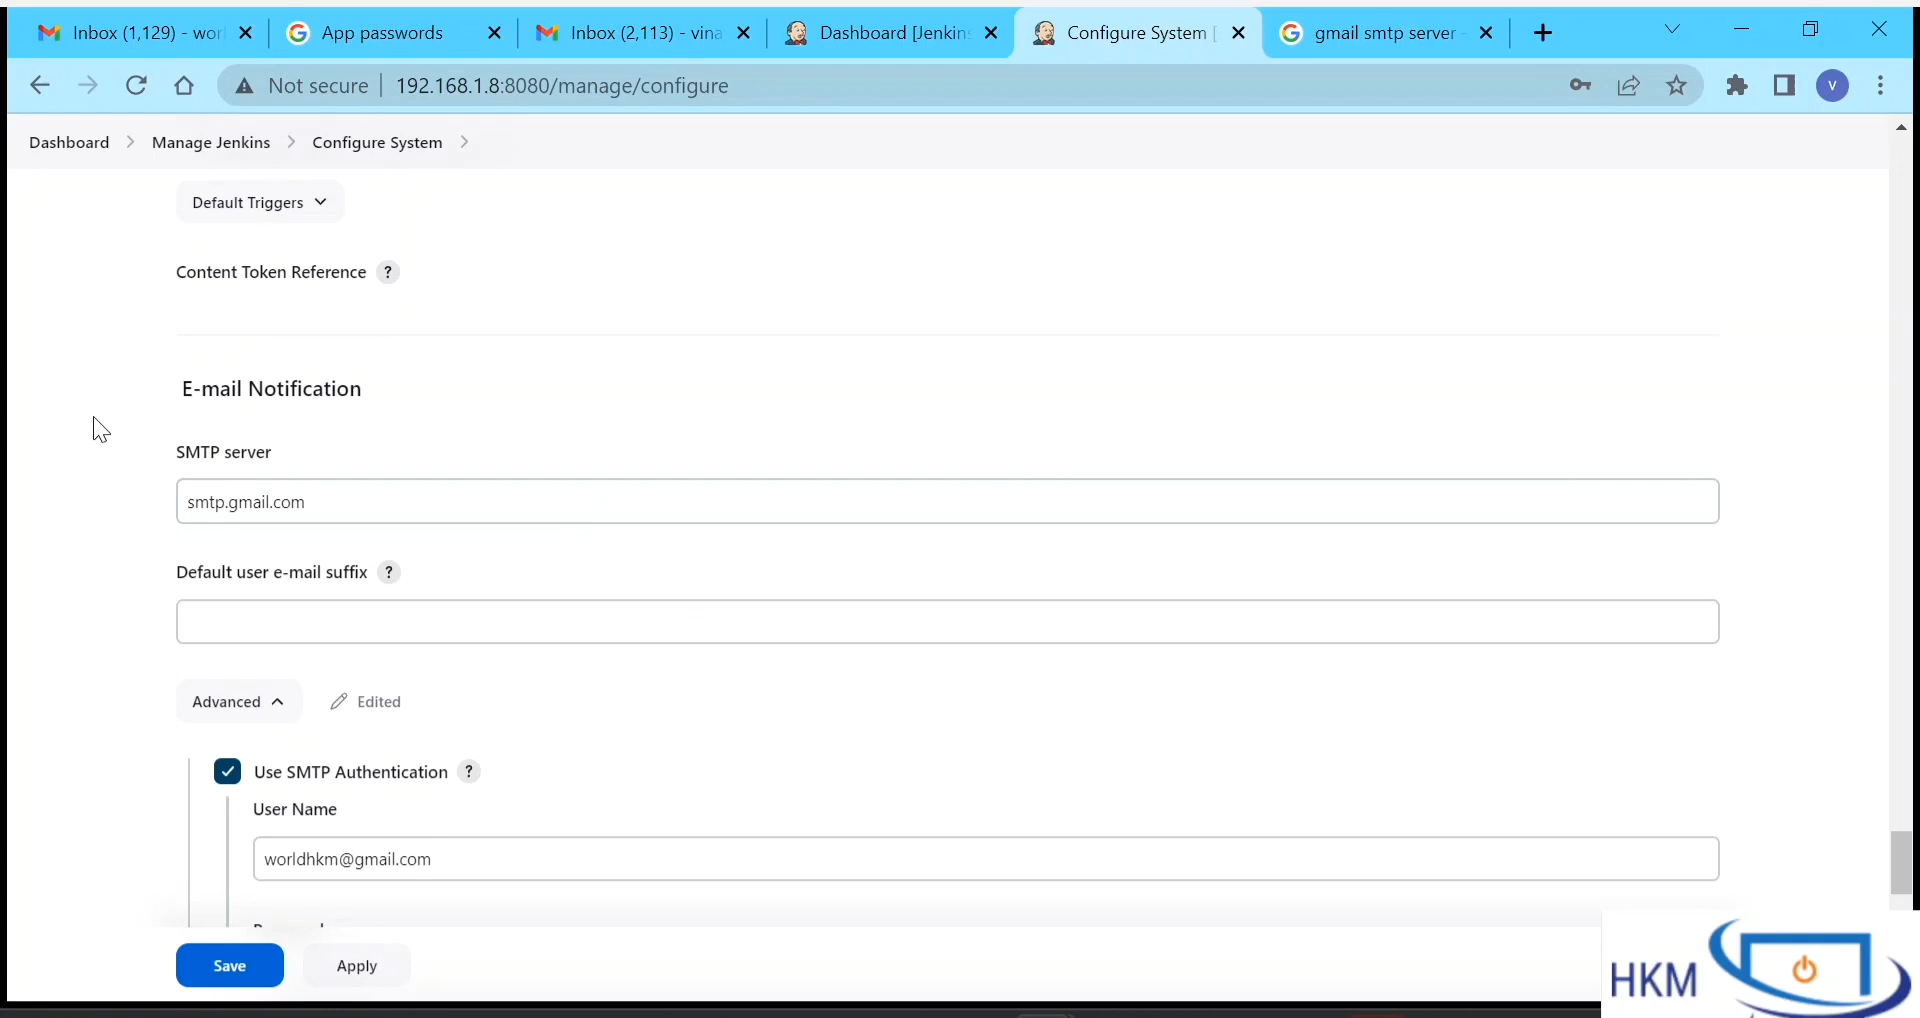 Inbox (1,129) - wor
App passwords
Inbox (2,113) - vina
Dashboard [Jenkins
Configure System [
gmail smtp server -
Not secure
192.168.1.8:8080/manage/configure
V
Dashboard
Manage Jenkins
Configure System
Default Triggers
Content Token Reference ?
E-mail Notification
SMTP server
smtp.gmail.com
Default user e-mail suffix ?
Advanced
Edited
Use SMTP Authentication ?
User Name
worldhkm@gmail.com
Save
Apply
HKM